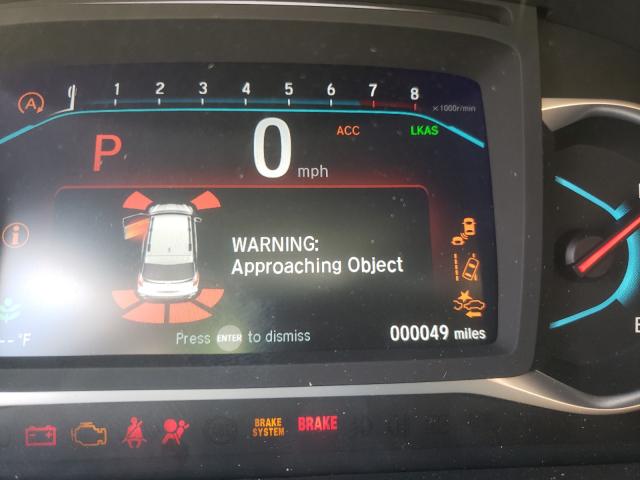 A
0 1 2 3 4 5 6 7 8
×1000r/min
P
0 mph
ACC
LKAS
WARNING:
Approaching Object
Press ENTER to dismiss
--°F
000049 miles
E
BRAKE
SYSTEM
BRAKE